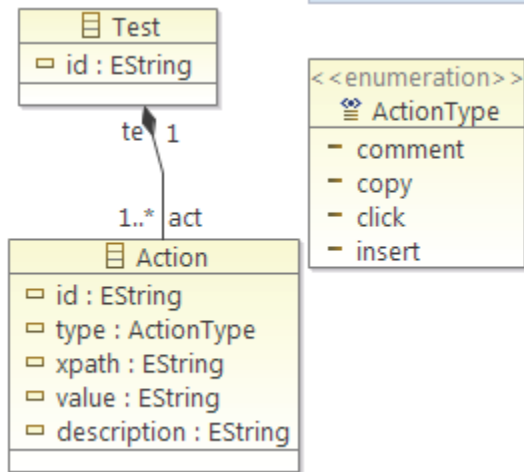 Test
id : EString
te 1
1..* act
Action
id : EString
type : ActionType
xpath : EString
value : EString
description : EString
<<enumeration>>
ActionType
comment
copy
click
insert